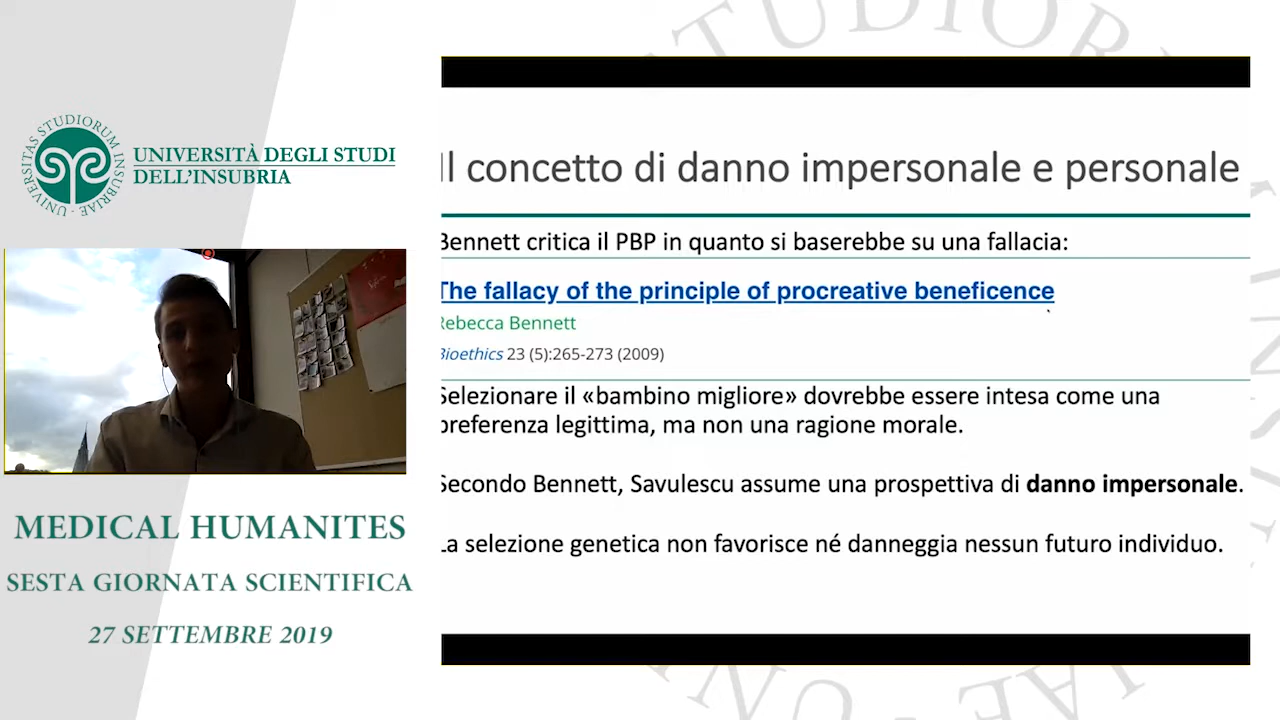 UNIVERSITAS STUDIORUM INSUBRIAE
UNIVERSITÀ DEGLI STUDI
DELL'INSUBRIA
MEDICAL HUMANITES
SESTA GIORNATA SCIENTIFICA
27 SETTEMBRE 2019
Il concetto di danno impersonale e personale
Bennett critica il PBP in quanto si baserebbe su una fallacia:
The fallacy of the principle of procreative beneficence
Rebecca Bennett
Bioethics 23 (5):265-273 (2009)
Selezionare il «bambino migliore» dovrebbe essere intesa come una
preferenza legittima, ma non una ragione morale.
Secondo Bennett, Savulescu assume una prospettiva di danno impersonale.
La selezione genetica non favorisce né danneggia nessun futuro individuo.